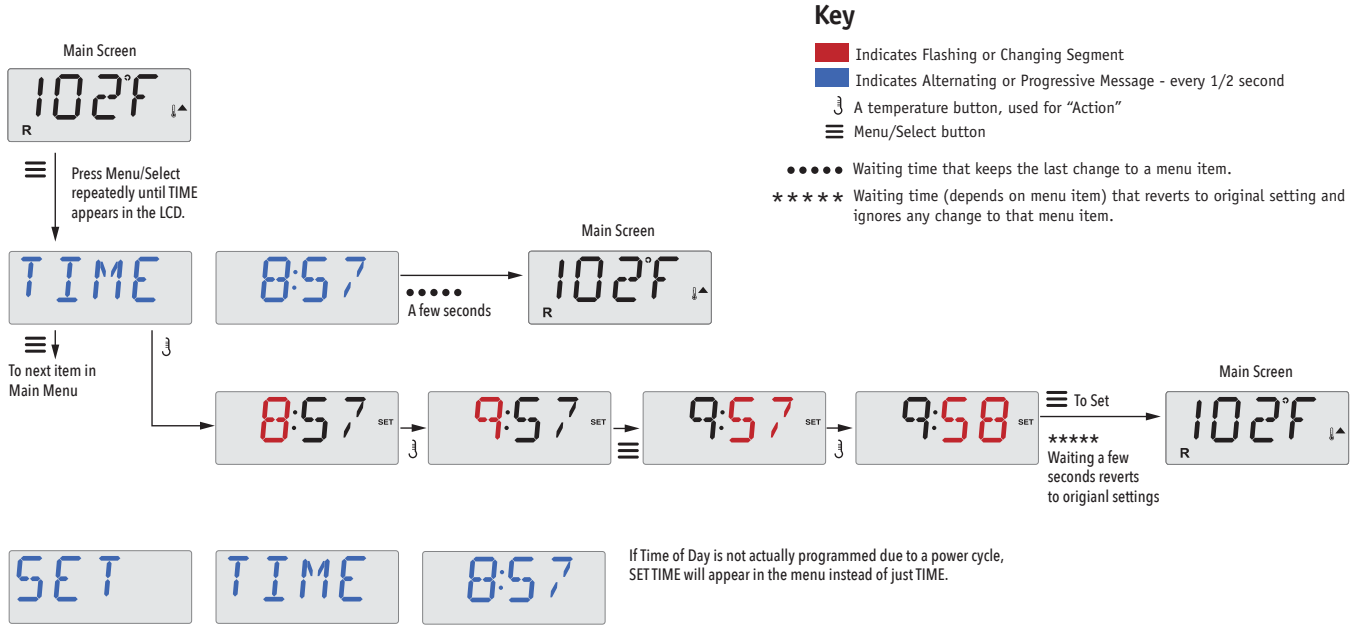 Key
Indicates Flashing or Changing Segment
Indicates Alternating or Progressive Message - every 1/2 second
A temperature button, used for “Action”
Menu/Select button
Waiting time that keeps the last change to a menu item.
***** Waiting time (depends on menu item) that reverts to original setting and
ignores any change to that menu item.
Main Screen
102°F
R
Press Menu/Select
repeatedly until TIME
appears in the LCD.
TIME
8:57
A few seconds
Main Screen
102°F
R
To next item in
Main Menu
8:57 SET
9:57 SET
9:57 SET
9:58 SET
To Set
*****
Waiting a few
seconds reverts
to origianl settings
Main Screen
102°F
R
SET
TIME
8:57
If Time of Day is not actually programmed due to a power cycle,
SET TIME will appear in the menu instead of just TIME.